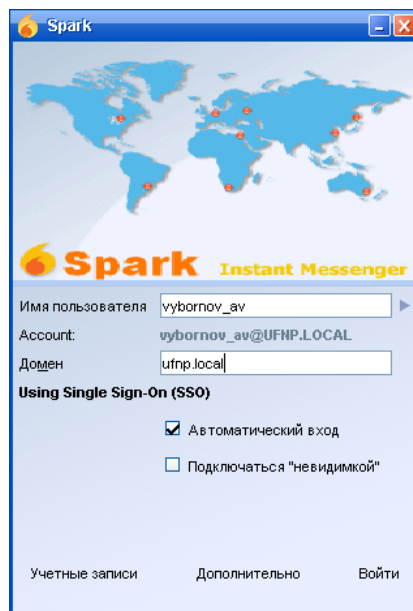 Spark
Spark Instant Messenger
Имя пользователя vybornov_av
Account: vybornov_av@UFNP.LOCAL
Домен ufnp.local
Using Single Sign-On (SSO)
Автоматический вход
Подключаться "невидимкой"
Учетные записи Дополнительно Войти